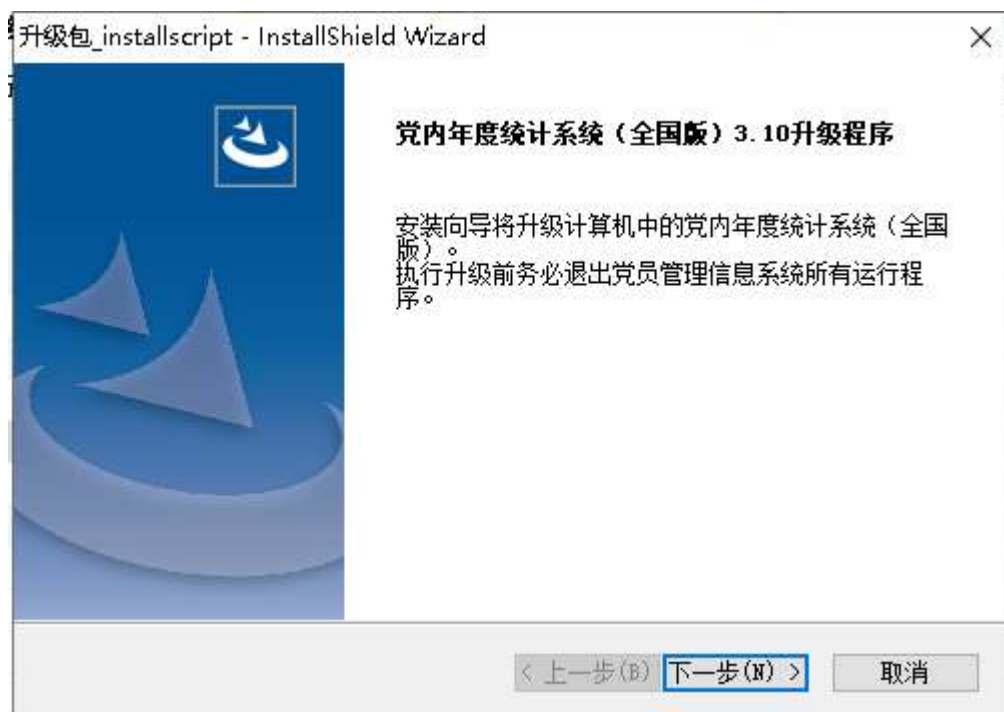 升级包_installscript - InstallShield Wizard
党内年度统计系统（全国版）3.10升级程序
安装向导将升级计算机中的党内年度统计系统（全国
版）。
执行升级前务必退出党员管理信息系统所有运行程
序。
< 上一步(B)
下一步(N) >
取消